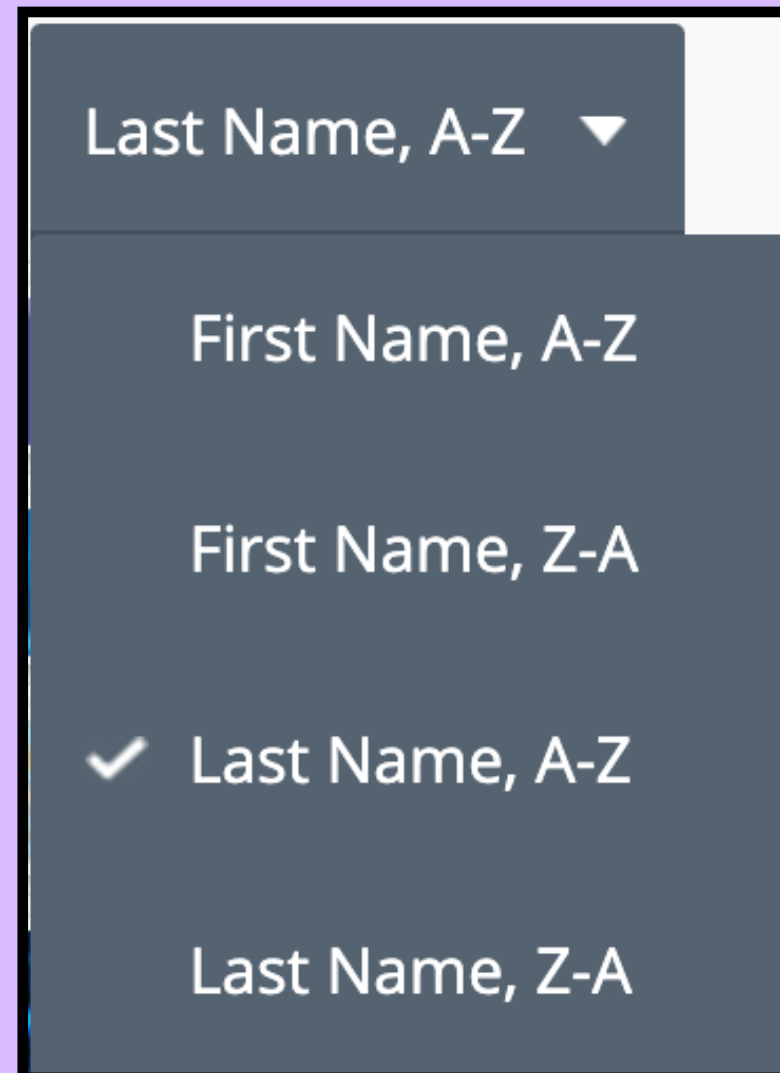 Last Name, A-Z
First Name, A-Z
First Name, Z-A
Last Name, A-Z
Last Name, Z-A